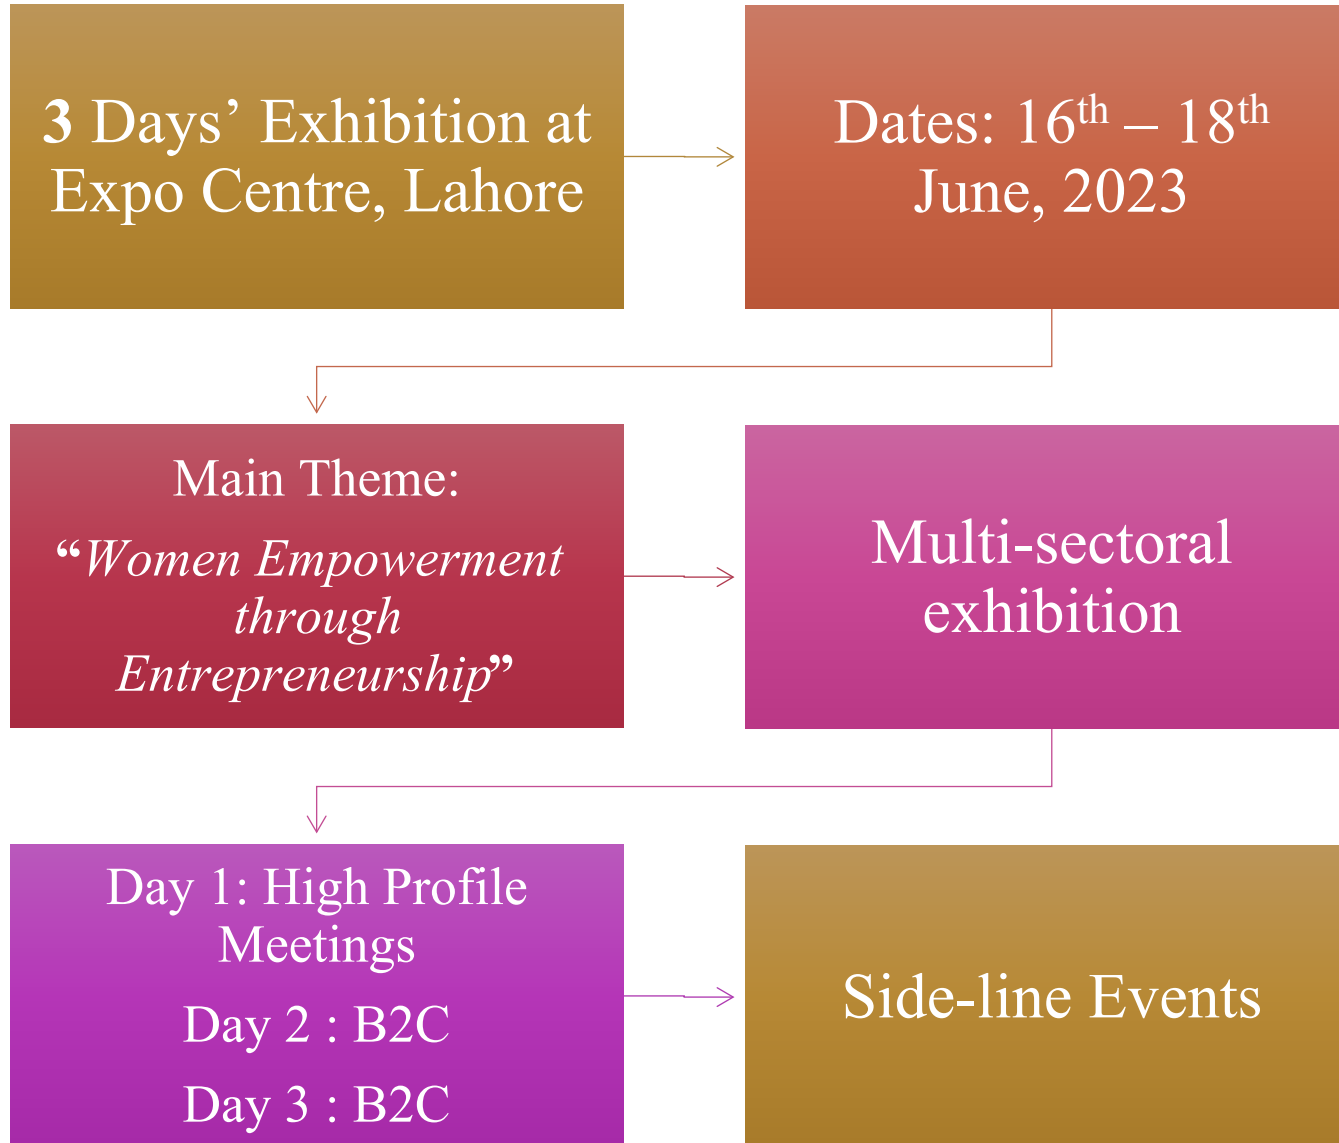 3 Days’ Exhibition at
Expo Centre, Lahore
Dates: 16th – 18th
June, 2023
Main Theme:
“Women Empowerment
through
Entrepreneurship”
Multi-sectoral
exhibition
Day 1: High Profile
Meetings
Day 2 : B2C
Day 3 : B2C
Side-line Events